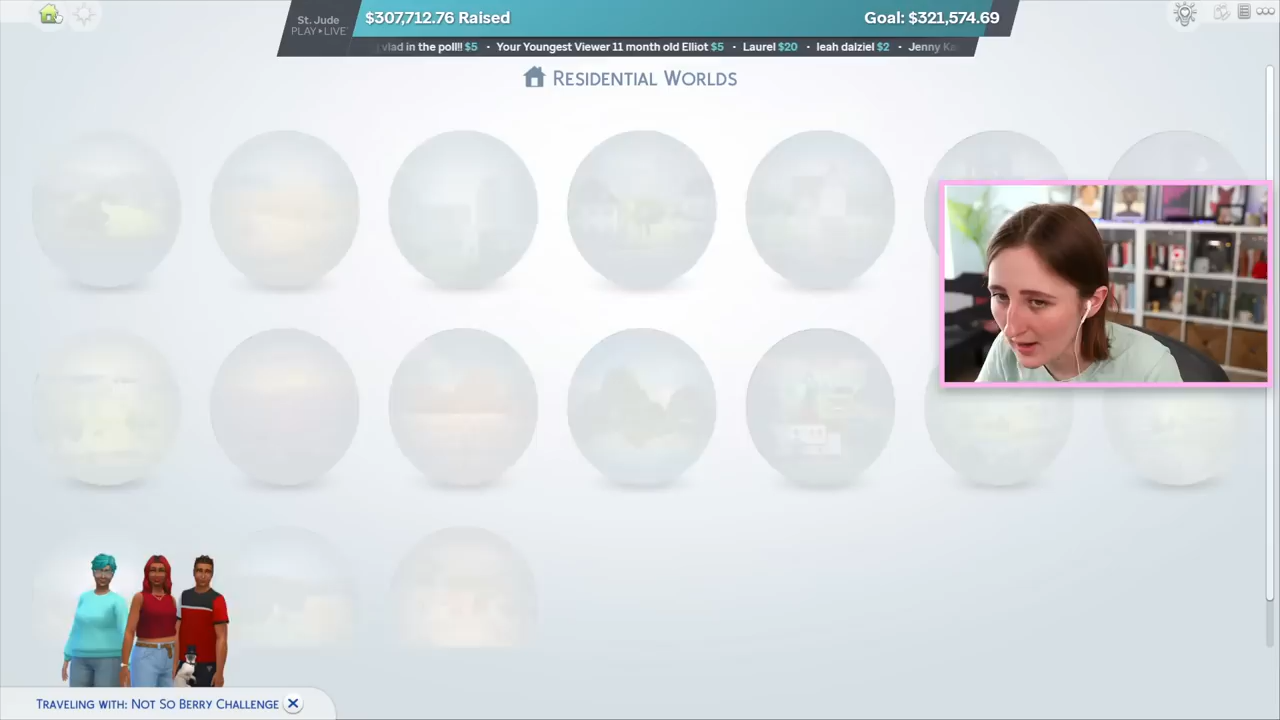 St. Jude
PLAY LIVE
$307,712.76 Raised
Goal: $321,574.69
vlad in the poll!! $5 • Your Youngest Viewer 11 month old Elliot $5 • Laurel $20 • leah dalziel $2 • Jenny
RESIDENTIAL WORLDS
TRAVELING WITH: NOT SO BERRY CHALLENGE